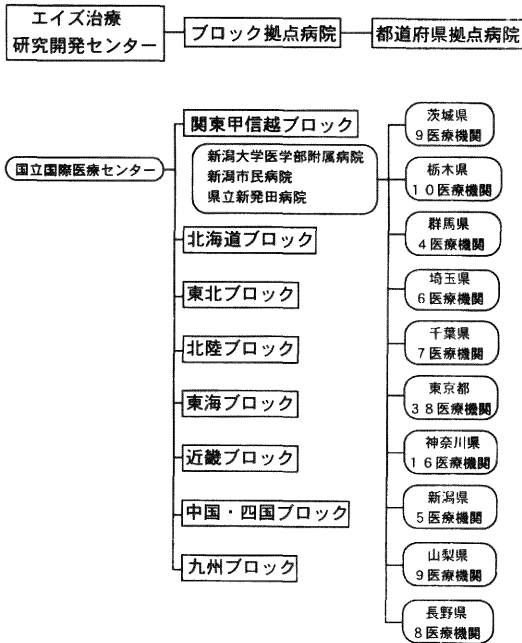 エイズ治療
研究開発センター
ブロック拠点病院
都道府県拠点病院
国立国際医療センター
関東甲信越ブロック
新潟大学医学部附属病院
新潟市民病院
県立新発田病院
北海道ブロック
東北ブロック
北陸ブロック
東海ブロック
近畿ブロック
中国・四国ブロック
九州ブロック
茨城県
9医療機関
栃木県
10医療機関
群馬県
4医療機関
埼玉県
6医療機関
千葉県
7医療機関
東京都
38医療機関
神奈川県
16医療機関
新潟県
5医療機関
山梨県
9医療機関
長野県
8医療機関